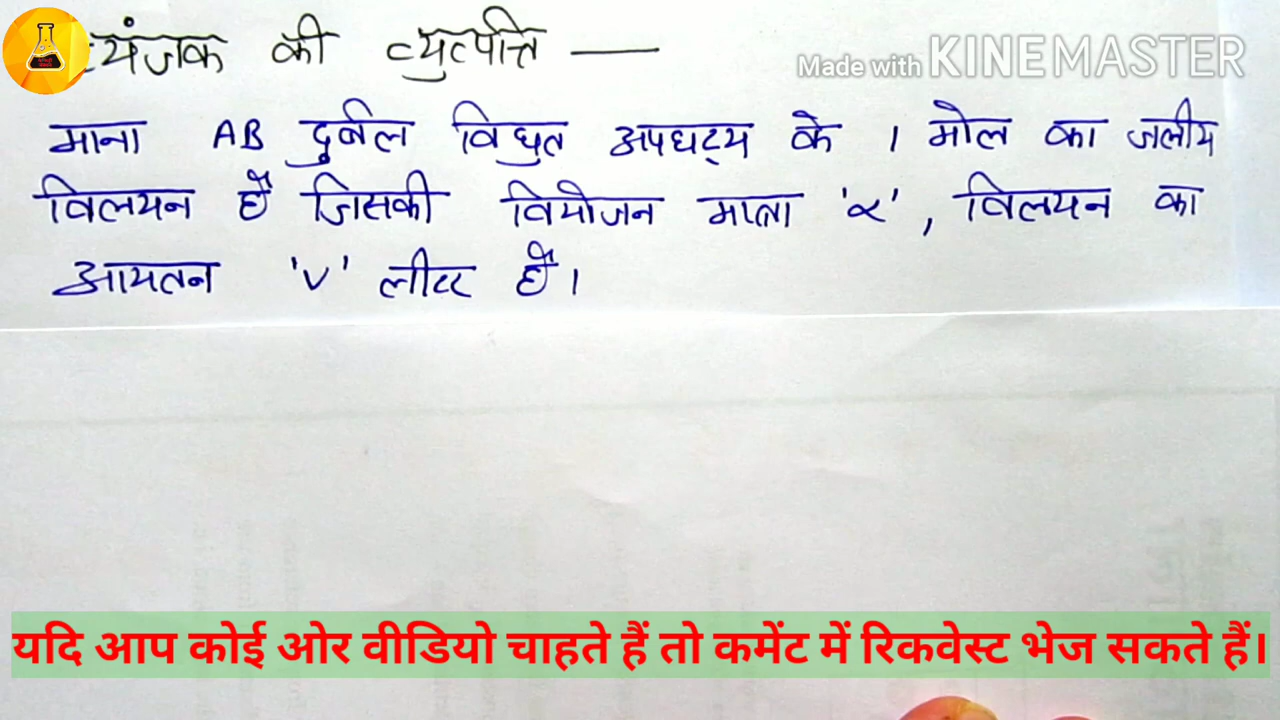 व्यंजक की व्युत्पत्ति —
Made with KINEMASTER
माना AB दुर्बल विधुत अपघट्य के 1 मोल का जलीय
विलयन है जिसकी वियोजन मात्रा 'α', विलयन का
आयतन 'V' लीटर है।
यदि आप कोई ओर वीडियो चाहते हैं तो कमेंट में रिकवेस्ट भेज सकते हैं।